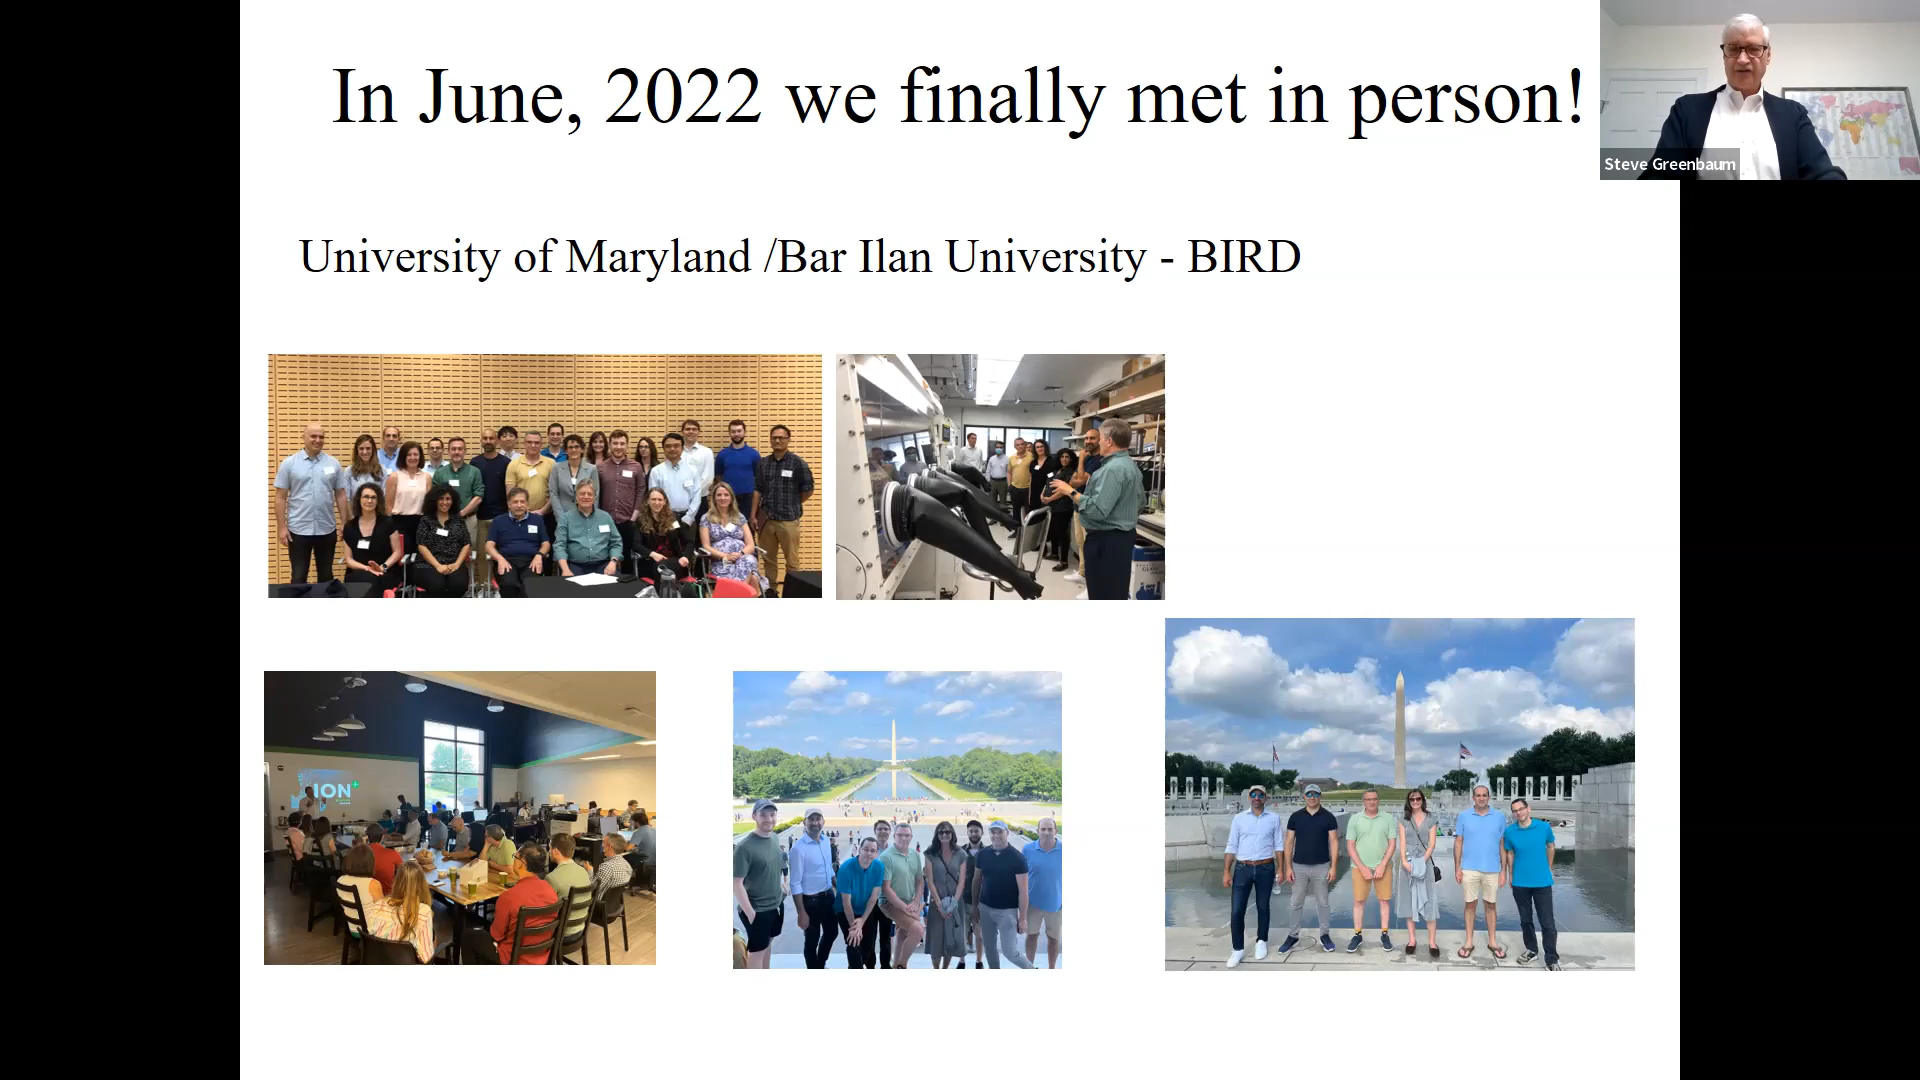 In June, 2022 we finally met in person!
Steve Greenbaum
University of Maryland /Bar Ilan University - BIRD
ION+